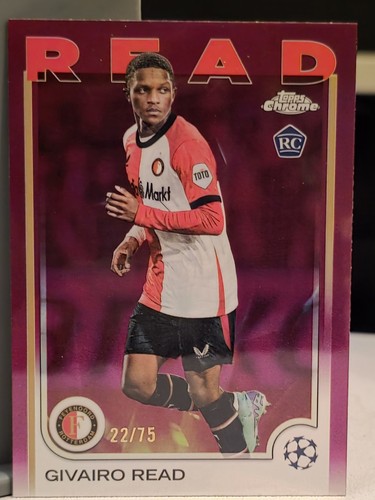 READ
Topps
Chrome
RC
TOTO
Markt
FEYENOORD
ROTTERDAM
22/75
GIVAIRO READ